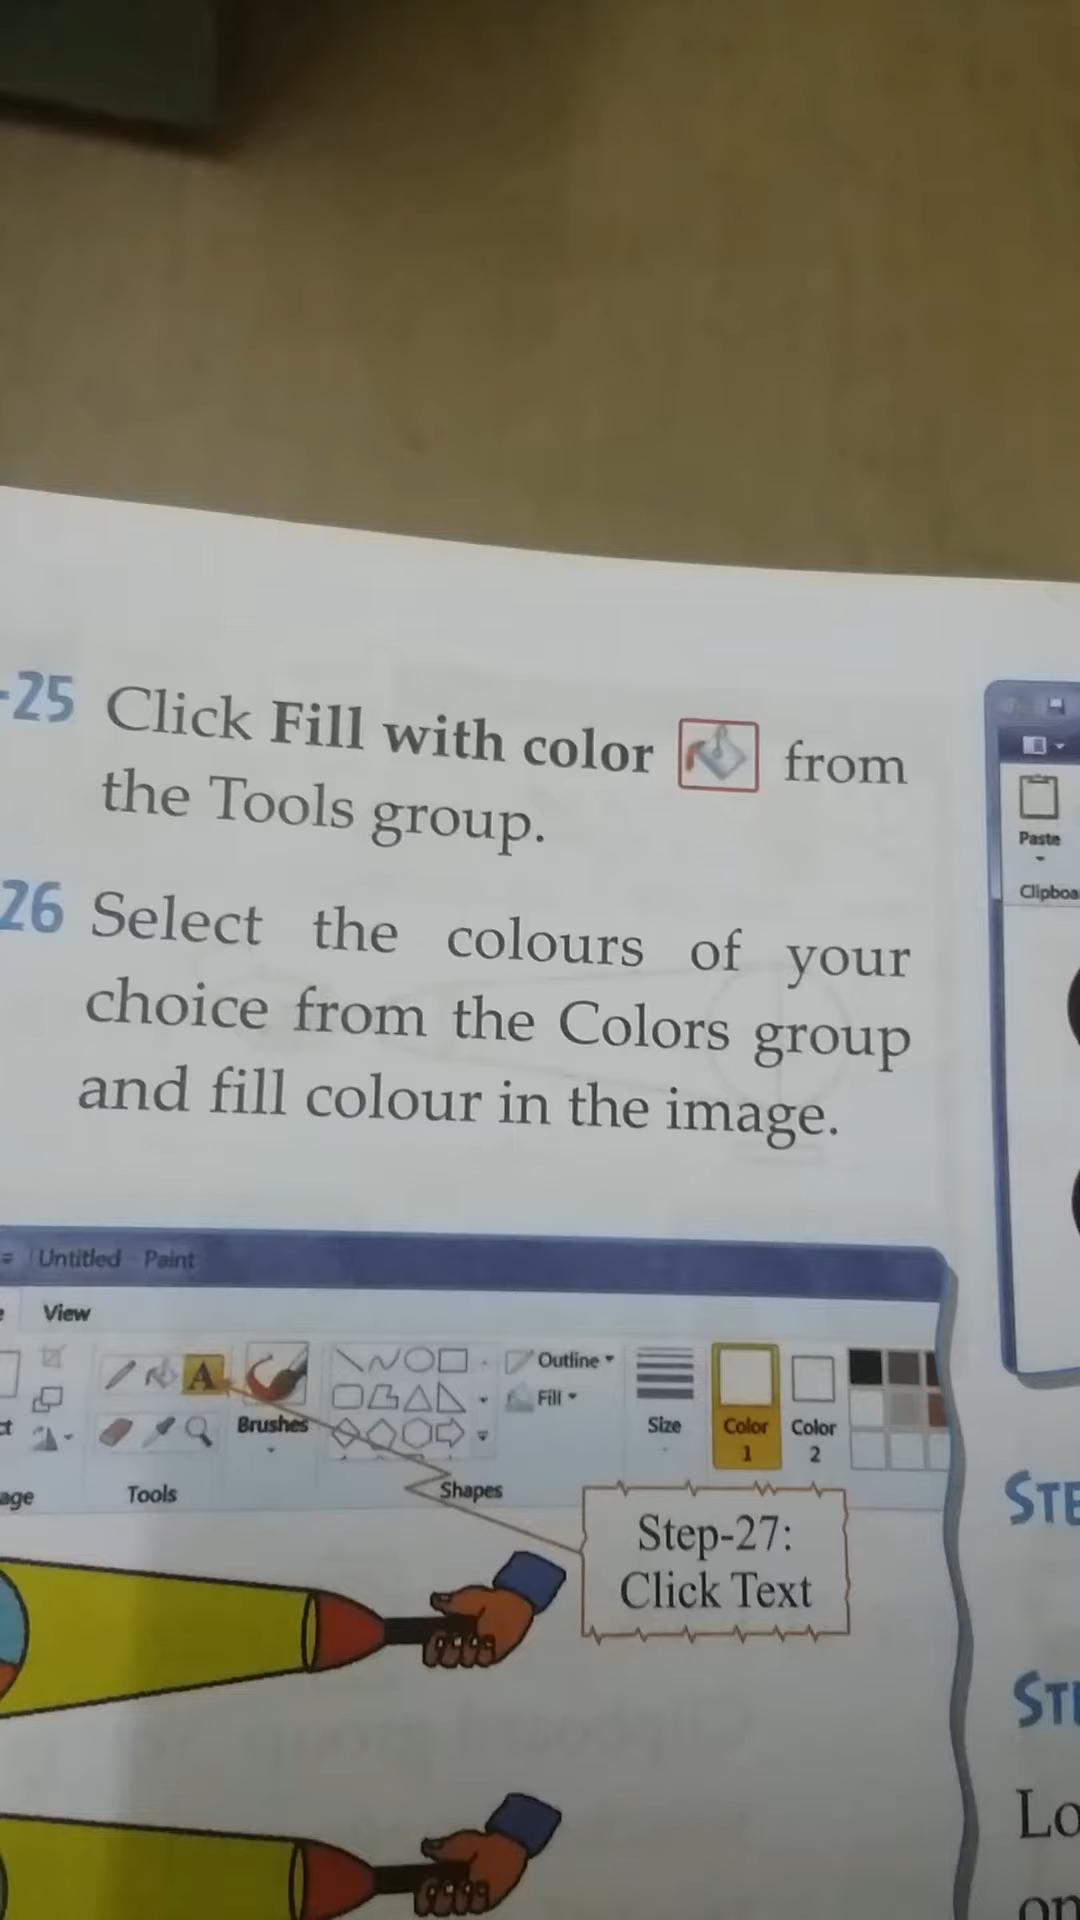 -25 Click Fill with color from
the Tools group.
26 Select the colours of your
choice from the Colors group
and fill colour in the image.
Untitled - Paint
View
Outline
Fill
Brushes
Size
Color
1
Color
2
age
Tools
Shapes
Step-27:
Click Text
Paste
Clipboa
STE
Lo
on